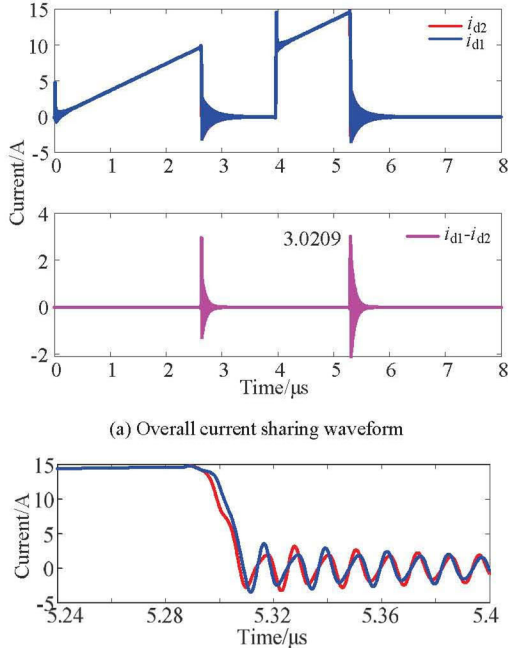 15
10
5
0
-5
i_d2
i_d1
0 1 2 3 4 5 6 7 8
Current/A
4
2
0
-2
3.0209
i_d1-i_d2
0 1 2 3 4 5 6 7 8
Time/μs
(a) Overall current sharing waveform
15
10
5
0
-5
Current/A
5.24 5.28 5.32 5.36 5.4
Time/μs